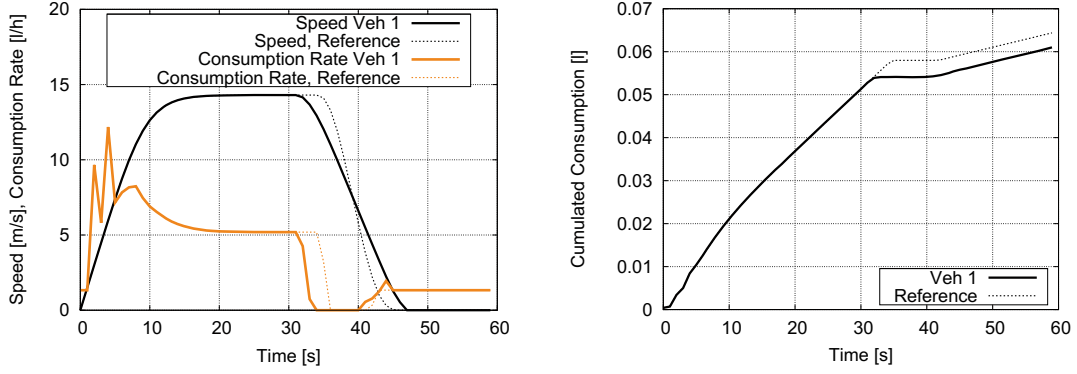 Speed [m/s], Consumption Rate [l/h]
20
15
10
5
0
Speed Veh 1
Speed, Reference
Consumption Rate Veh 1
Consumption Rate, Reference
0 10 20 30 40 50 60
Time [s]
Cumulated Consumption [l]
0.07
0.06
0.05
0.04
0.03
0.02
0.01
0
Veh 1
Reference
0 10 20 30 40 50 60
Time [s]